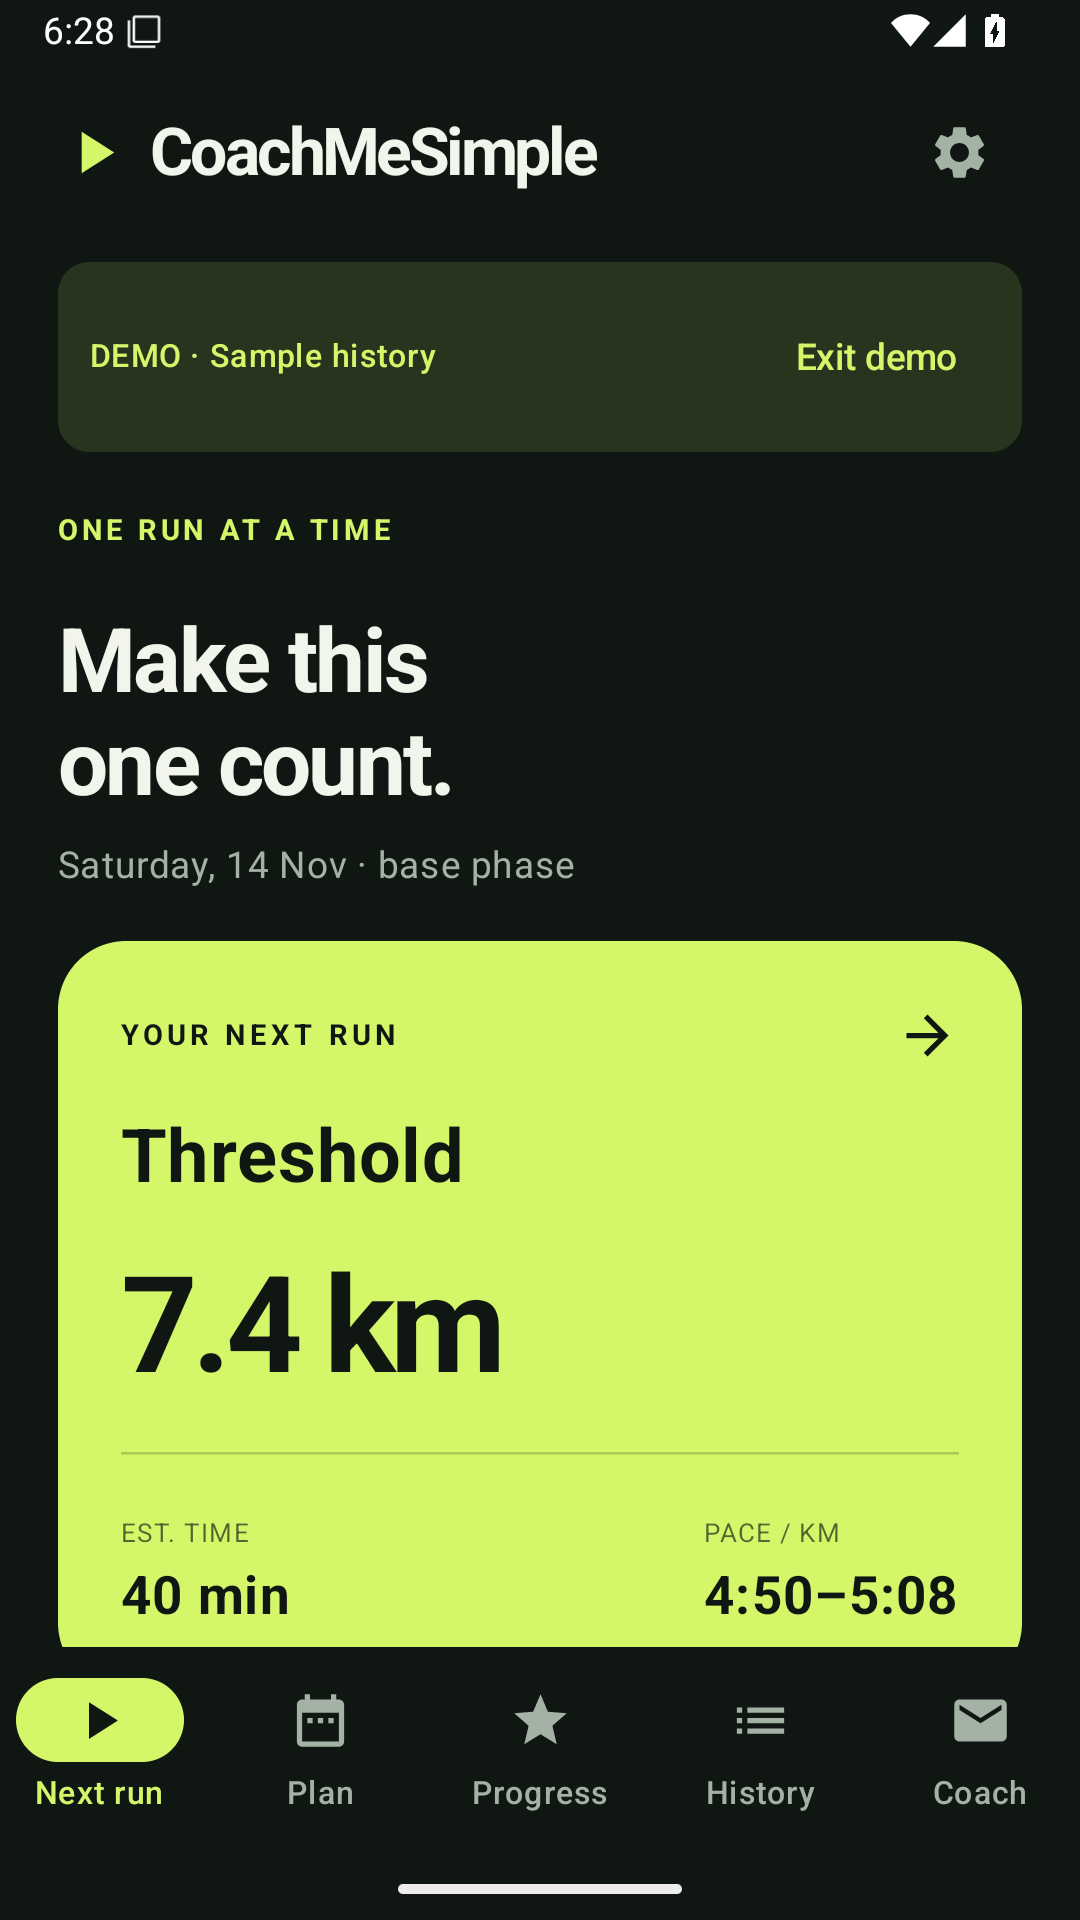 6:28
CoachMeSimple
DEMO · Sample history
Exit demo
ONE RUN AT A TIME
Make this
one count.
Saturday, 14 Nov · base phase
YOUR NEXT RUN
Threshold
7.4 km
EST. TIME
PACE / KM
40 min
4:50–5:08
Next run
Plan
Progress
History
Coach